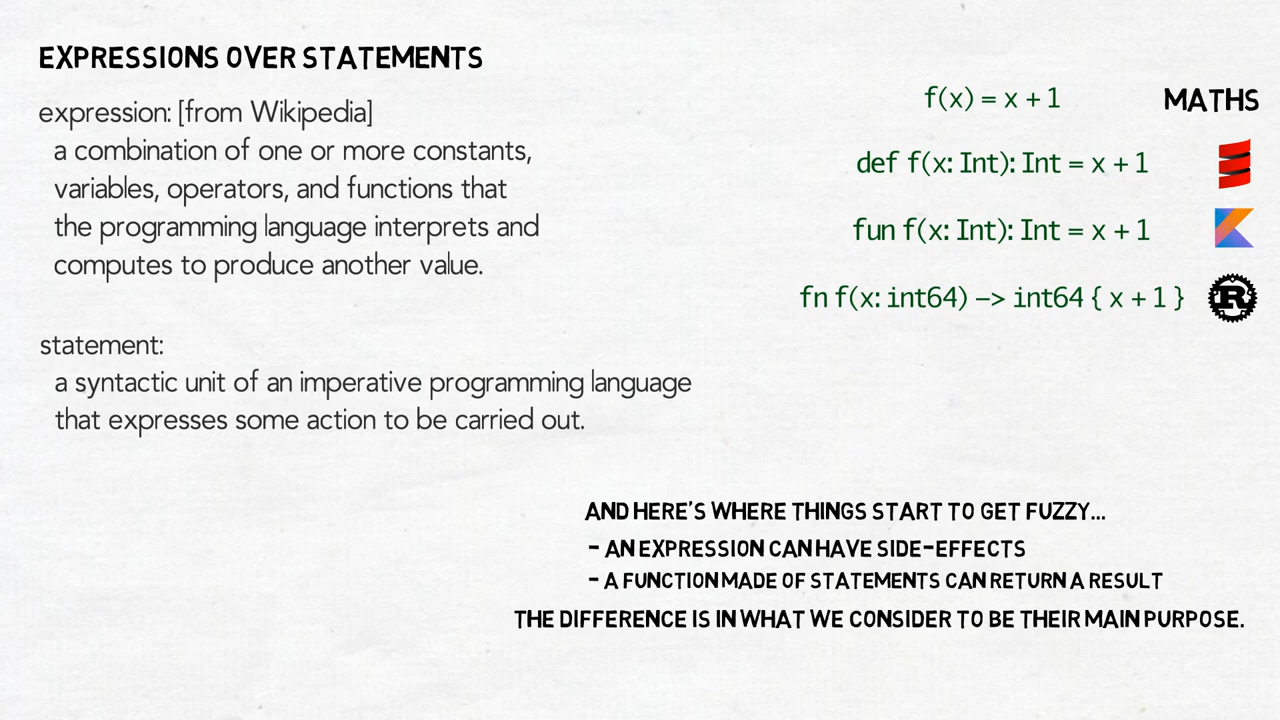 EXPRESSIONS OVER STATEMENTS
expression: [from Wikipedia]
a combination of one or more constants,
variables, operators, and functions that
the programming language interprets and
computes to produce another value.
statement:
a syntactic unit of an imperative programming language
that expresses some action to be carried out.
f(x) = x + 1 MATHS
def f(x: Int): Int = x + 1
fun f(x: Int): Int = x + 1
fn f(x: int64) –> int64 { x + 1 } R
AND HERE'S WHERE THINGS START TO GET FUZZY...
- AN EXPRESSION CAN HAVE SIDE-EFFECTS
- A FUNCTION MADE OF STATEMENTS CAN RETURN A RESULT
THE DIFFERENCE IS IN WHAT WE CONSIDER TO BE THEIR MAIN PURPOSE.